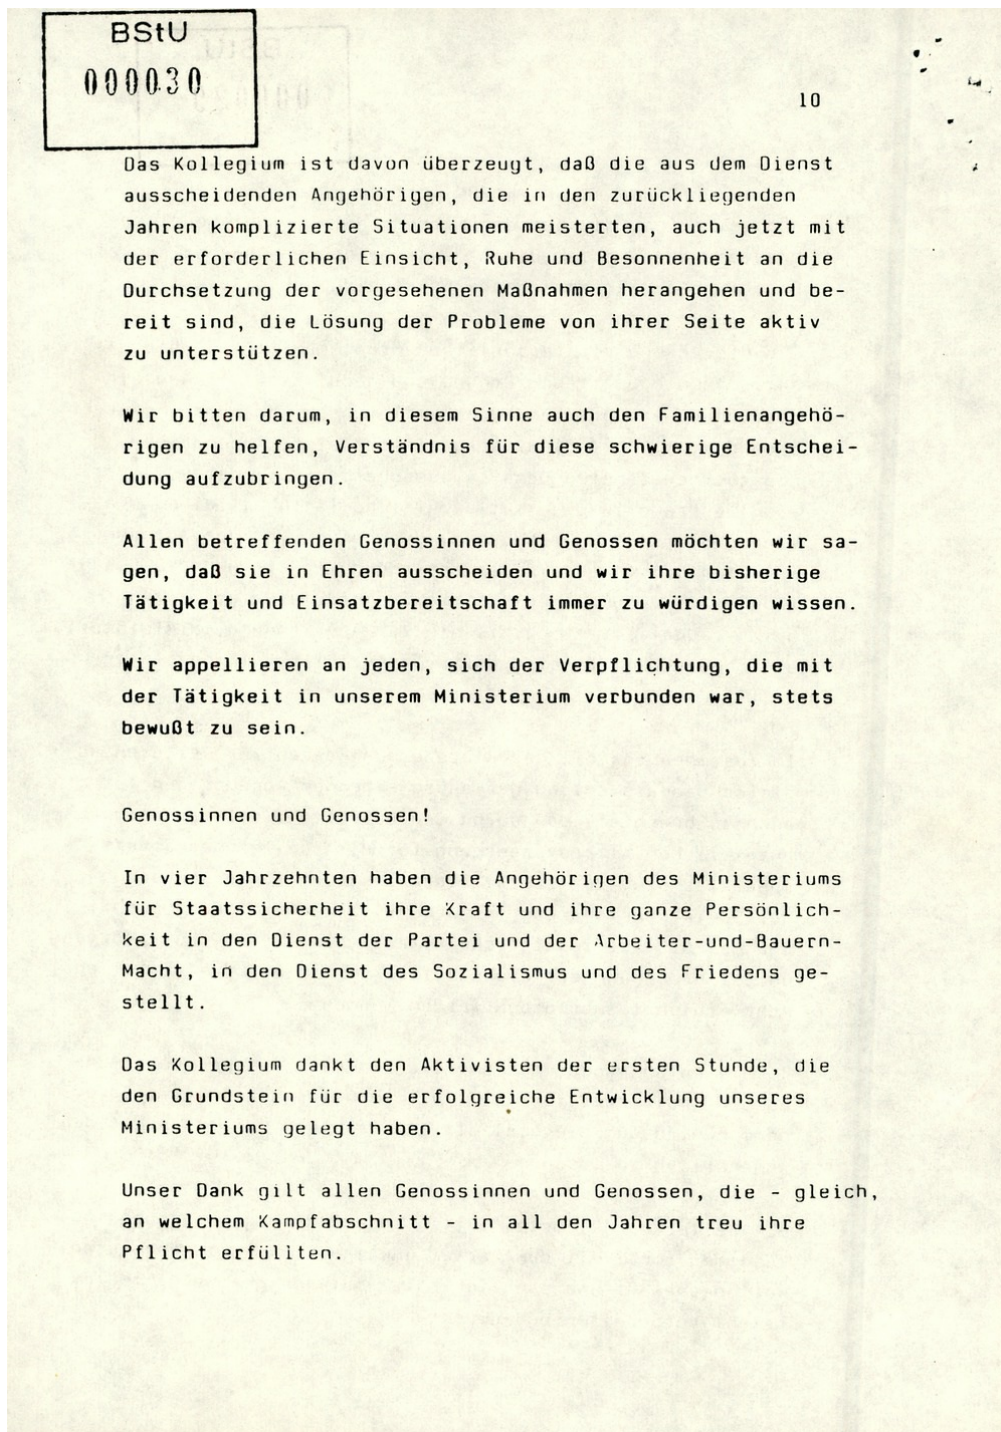 BStU
000030
10
Das Kollegium ist davon überzeugt, daß die aus dem Dienst
ausscheidenden Angehörigen, die in den zurückliegenden
Jahren komplizierte Situationen meisterten, auch jetzt mit
der erforderlichen Einsicht, Ruhe und Besonnenheit an die
Durchsetzung der vorgesehenen Maßnahmen herangehen und be-
reit sind, die Lösung der Probleme von ihrer Seite aktiv
zu unterstützen.
Wir bitten darum, in diesem Sinne auch den Familienangehö-
rigen zu helfen, Verständnis für diese schwierige Entschei-
dung aufzubringen.
Allen betreffenden Genossinnen und Genossen möchten wir sa-
gen, daß sie in Ehren ausscheiden und wir ihre bisherige
Tätigkeit und Einsatzbereitschaft immer zu würdigen wissen.
Wir appellieren an jeden, sich der Verpflichtung, die mit
der Tätigkeit in unserem Ministerium verbunden war, stets
bewußt zu sein.
Genossinnen und Genossen!
In vier Jahrzehnten haben die Angehörigen des Ministeriums
für Staatssicherheit ihre Kraft und ihre ganze Persönlich-
keit in den Dienst der Partei und der Arbeiter-und-Bauern-
Macht, in den Dienst des Sozialismus und des Friedens ge-
stellt.
Das Kollegium dankt den Aktivisten der ersten Stunde, die
den Grundstein für die erfolgreiche Entwicklung unseres
Ministeriums gelegt haben.
Unser Dank gilt allen Genossinnen und Genossen, die - gleich,
an welchem Kampfabschnitt - in all den Jahren treu ihre
Pflicht erfüllten.